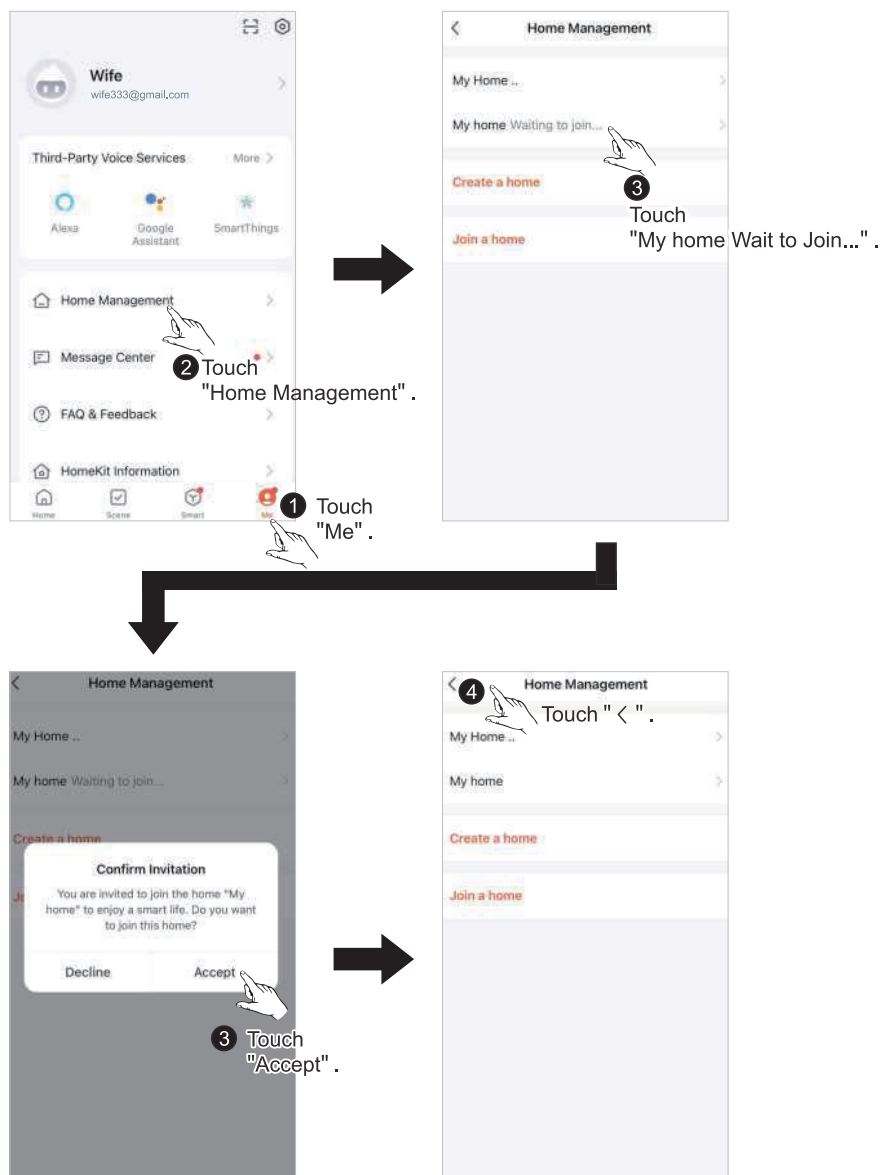 Wife
wife333@gmail.com
Third-Party Voice Services
More >
Alexa
Google
Assistant
SmartThings
Home Management
Message Center
2 Touch
"Home Management" .
FAQ & Feedback
HomeKit Information
Home
Scene
Smart
Me
1 Touch
"Me" .
< Home Management
My Home ..
My home Waiting to join...
Create a home
3
Touch
"My home Wait to Join..." .
Join a home
< Home Management
My Home ..
My home Waiting to join...
Create a home
Confirm Invitation
You are invited to join the home "My
home" to enjoy a smart life. Do you want
to join this home?
Decline
Accept
3 Touch
"Accept" .
< Home Management
4
Touch " < " .
My Home ..
My home
Create a home
Join a home